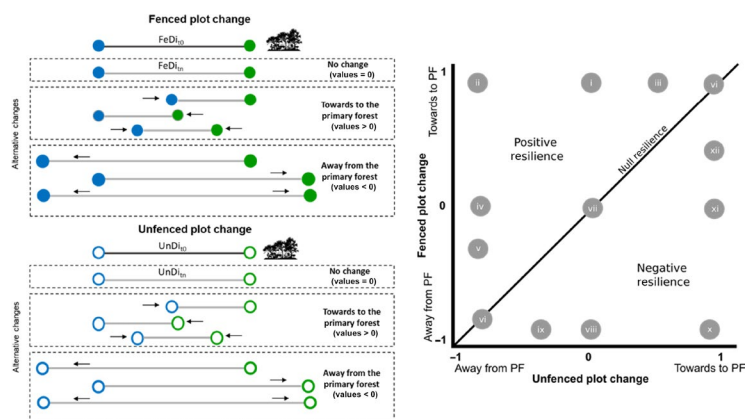 Fenced plot change
FeDit0
FeDitn
No change
(values = 0)
Alternative changes
Towards to the
primary forest
(values > 0)
Away from the
primary forest
(values < 0)
Unfenced plot change
UnDit0
UnDitn
No change
(values = 0)
Alternative changes
Towards to the
primary forest
(values > 0)
Away from the
primary forest
(values < 0)
Fenced plot change
Towards to PF
Away from PF
1
0
-1
ii
i
iii
vi
Positive
resilience
Null resilience
xii
iv
vii
xi
v
Negative
resilience
vi
ix
viii
x
-1
0
1
Away from PF
Towards to PF
Unfenced plot change